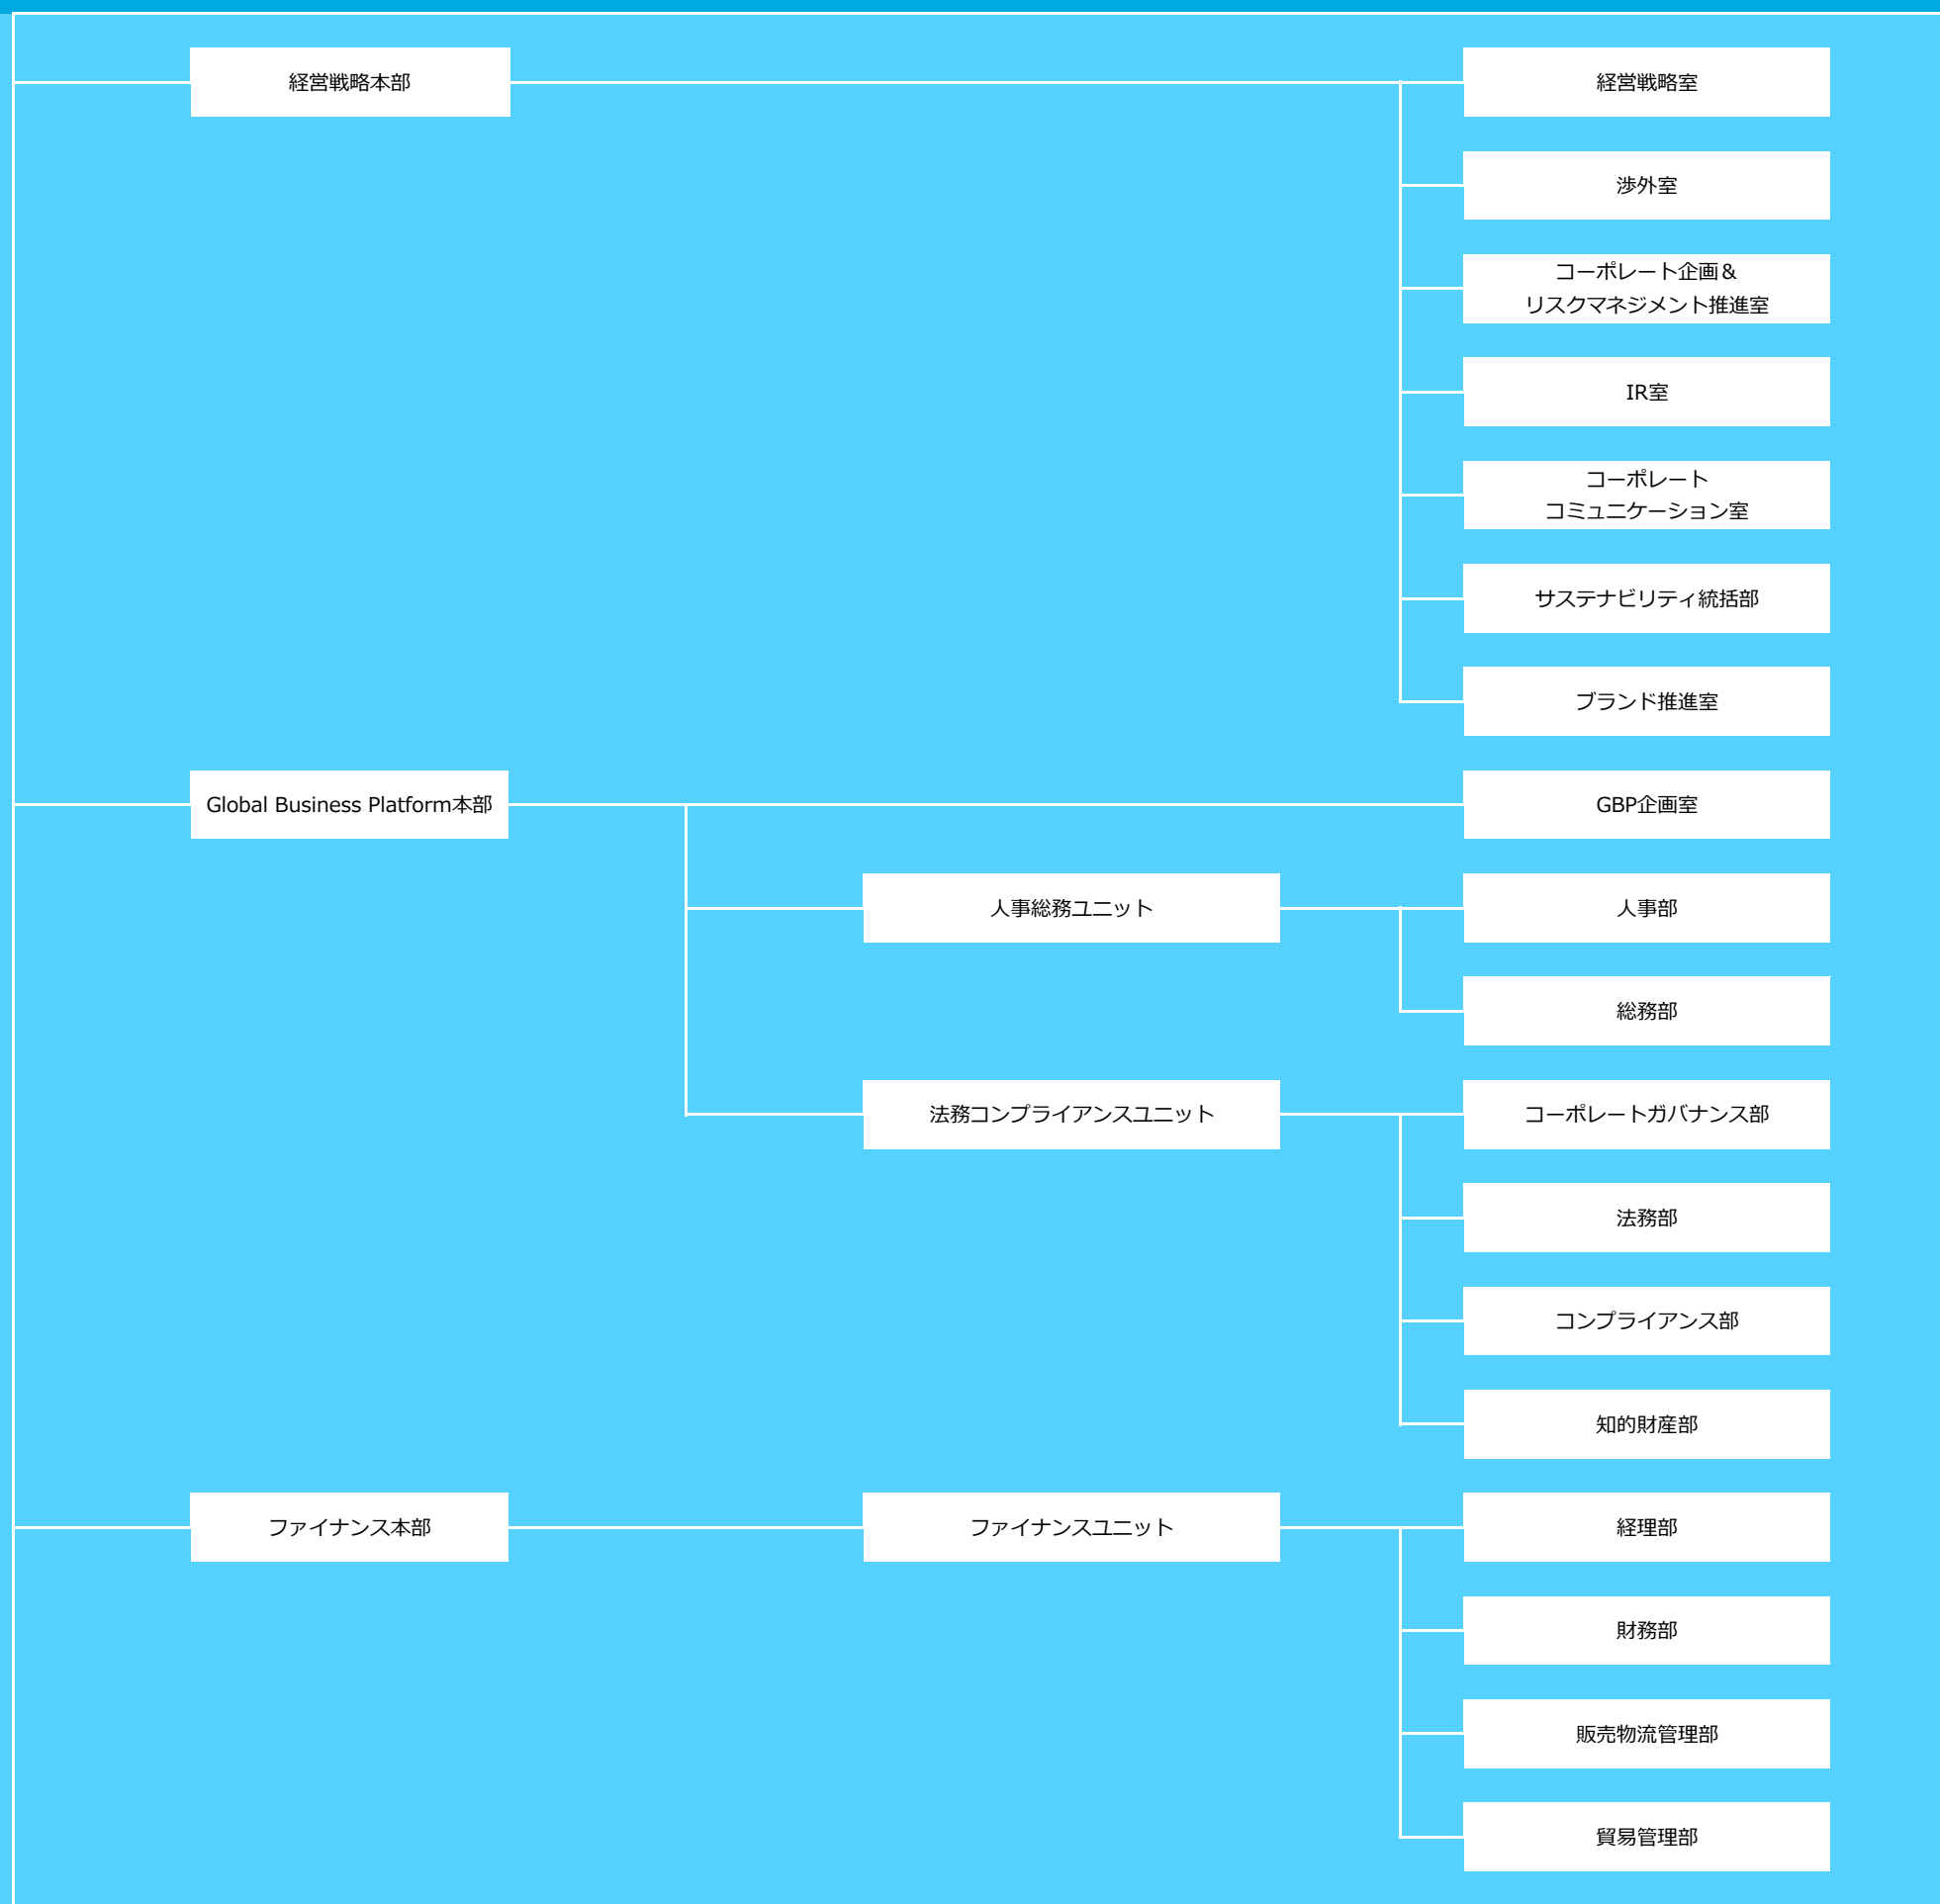 経営戦略本部
経営戦略室
渉外室
コーポレート企画＆
リスクマネジメント推進室
IR室
コーポレート
コミュニケーション室
サステナビリティ統括部
ブランド推進室
Global Business Platform本部
GBP企画室
人事総務ユニット
人事部
総務部
法務コンプライアンスユニット
コーポレートガバナンス部
法務部
コンプライアンス部
知的財産部
ファイナンス本部
ファイナンスユニット
経理部
財務部
販売物流管理部
貿易管理部